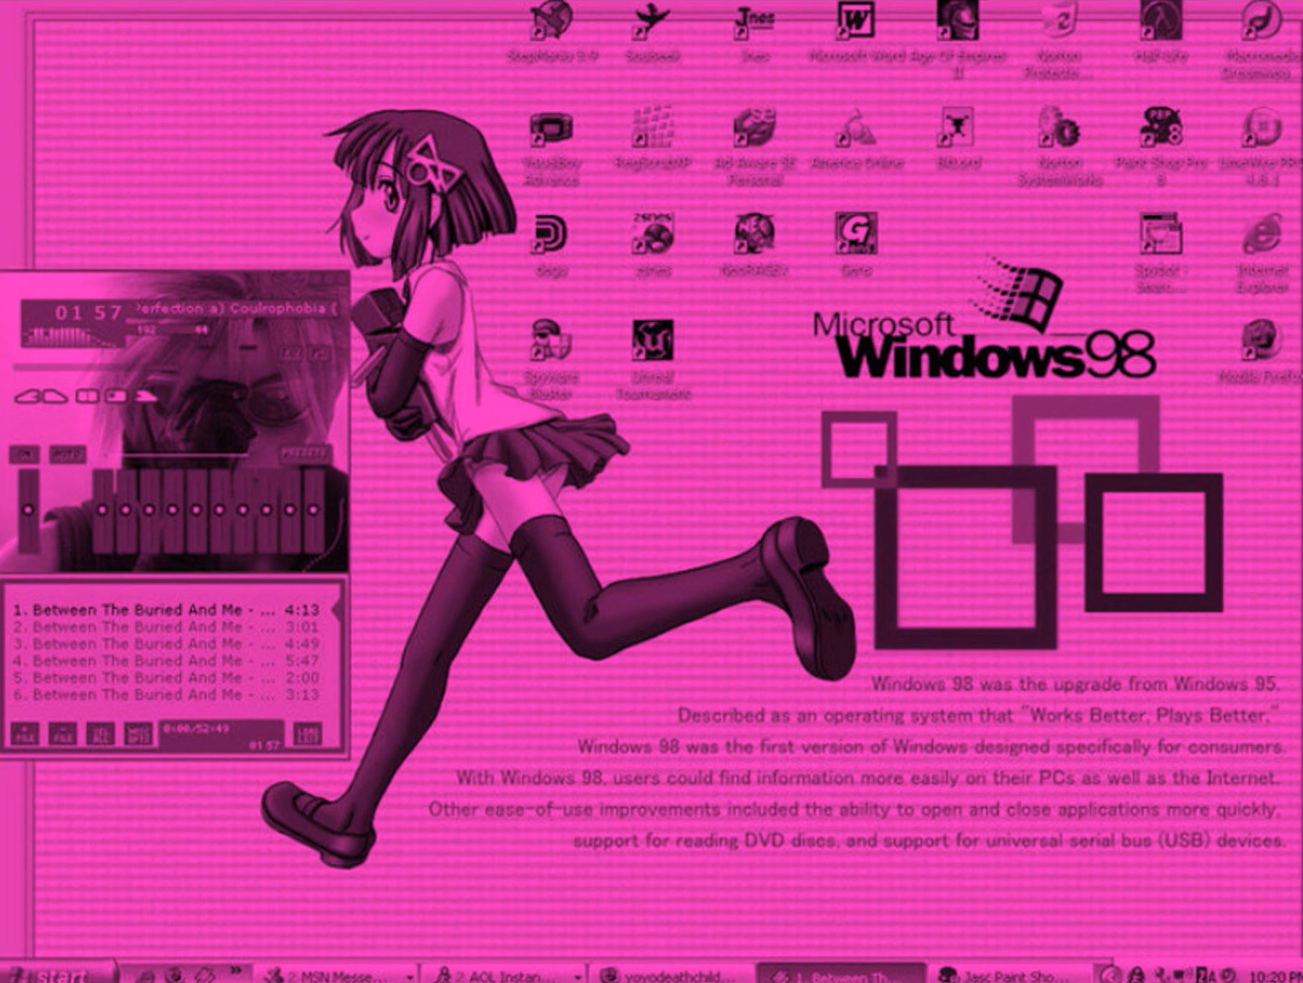 StepMania 3.9
SoulSeek
Jnes
Jnes
Microsoft Word
Age Of Empires II
Norton Protecte...
Half-Life
Macromedia Dreamwea...
VisualBoy Advance
RegScrubXP
Ad-Aware SE Personal
America Online
BitLord
Norton SystemWorks
Paint Shop Pro 8
LimeWire PRO 4.8.1
dega
zsnes
zsnes
NeoRAGEx
Gens
Spybot - Searc...
Internet Explorer
Spyware Blaster
Unreal Tournament
Mozilla Firefox
Microsoft
Windows98
01 57
erfection a) Coulrophobia (
192
PRESETS
1. Between The Buried And Me - ... 4:13
2. Between The Buried And Me - ... 3:01
3. Between The Buried And Me - ... 4:49
4. Between The Buried And Me - ... 5:47
5. Between The Buried And Me - ... 2:00
6. Between The Buried And Me - ... 3:13
0:00/52:49
01 57
Windows 98 was the upgrade from Windows 95.
Described as an operating system that "Works Better, Plays Better,"
Windows 98 was the first version of Windows designed specifically for consumers.
With Windows 98, users could find information more easily on their PCs as well as the Internet.
Other ease-of-use improvements included the ability to open and close applications more quickly,
support for reading DVD discs, and support for universal serial bus (USB) devices.
start
2 MSN Messe...
2 AOL Instan...
yoyodeathchild...
1. Between Th...
Jasc Paint Sho...
10:20 PM